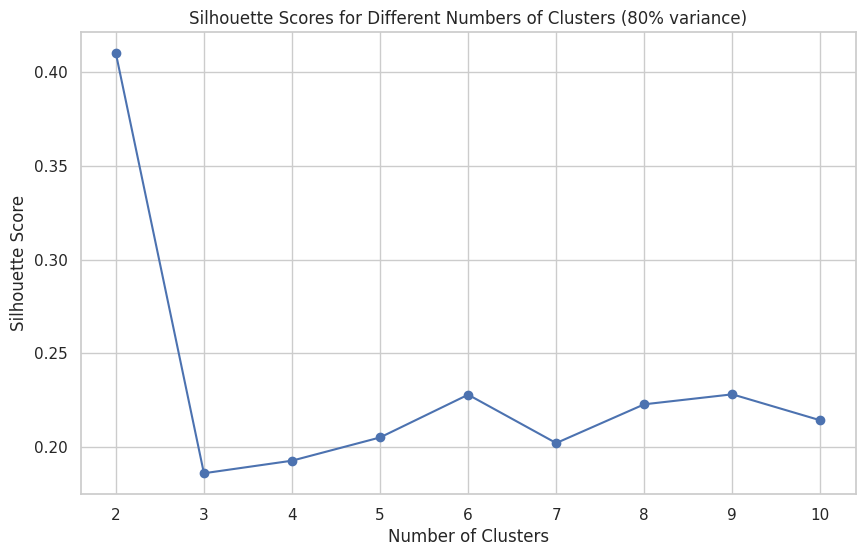 Silhouette Scores for Different Numbers of Clusters (80% variance)
0.40
0.35
0.30
0.25
0.20
Silhouette Score
2 3 4 5 6 7 8 9 10
Number of Clusters